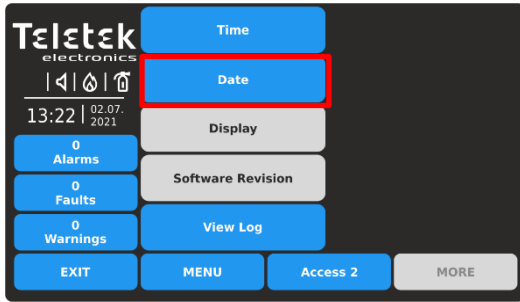 Teletek
electronics
13:22 02.07.
2021
0
Alarms
0
Faults
0
Warnings
EXIT
Time
Date
Display
Software Revision
View Log
MENU
Access 2
MORE